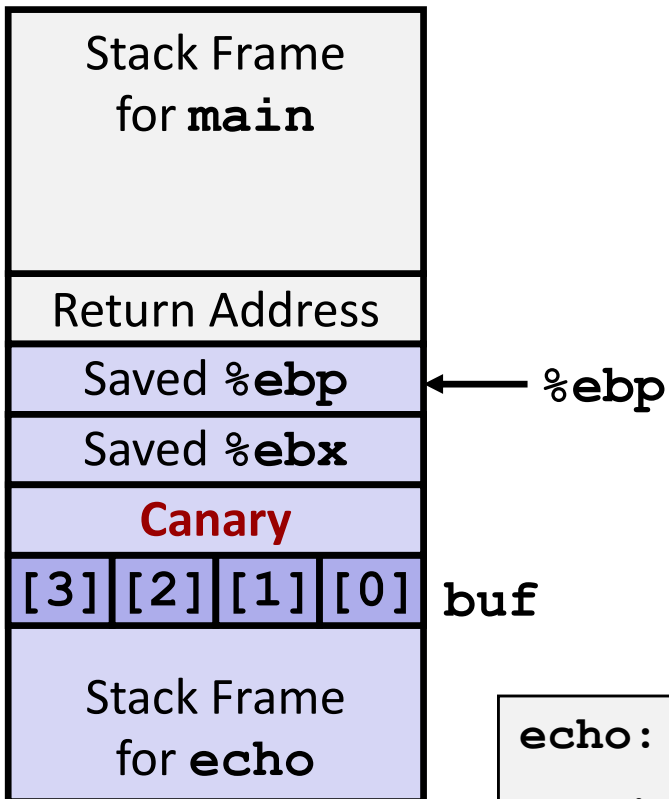 Stack Frame
for main
Return Address
Saved %ebp
%ebp
Saved %ebx
Canary
[3] [2] [1] [0]
buf
Stack Frame
for echo
echo: